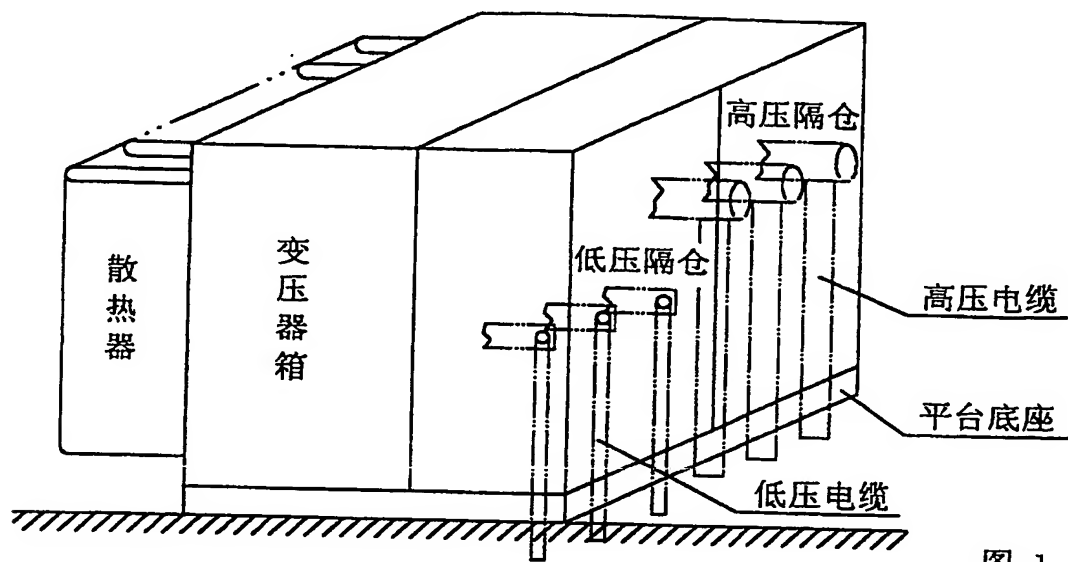 高压隔仓
低压隔仓
散热器
变压器箱
高压电缆
平台底座
低压电缆
图 1